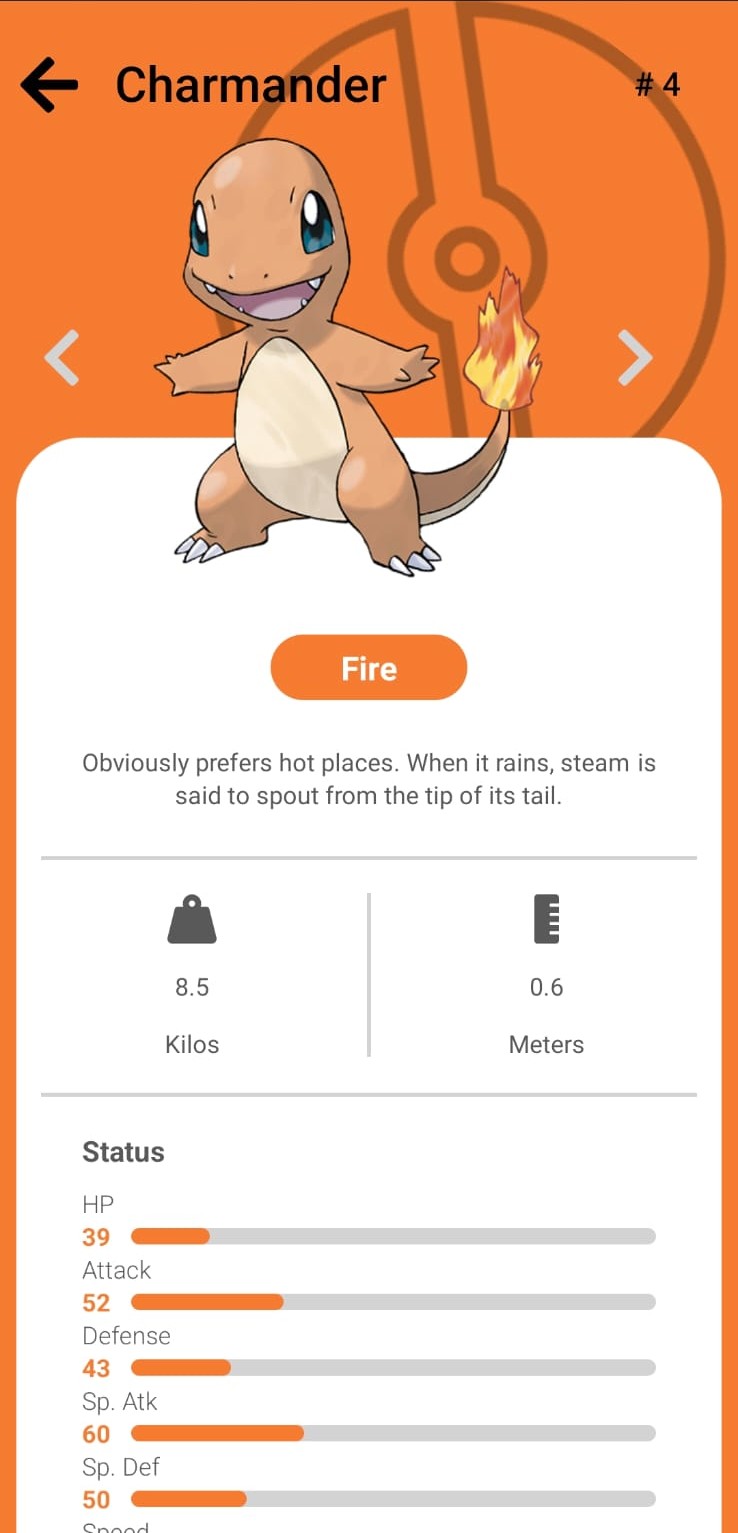 Charmander
# 4
Fire
Obviously prefers hot places. When it rains, steam is
said to spout from the tip of its tail.
8.5
0.6
Kilos
Meters
Status
HP
39
Attack
52
Defense
43
Sp. Atk
60
Sp. Def
50
Speed